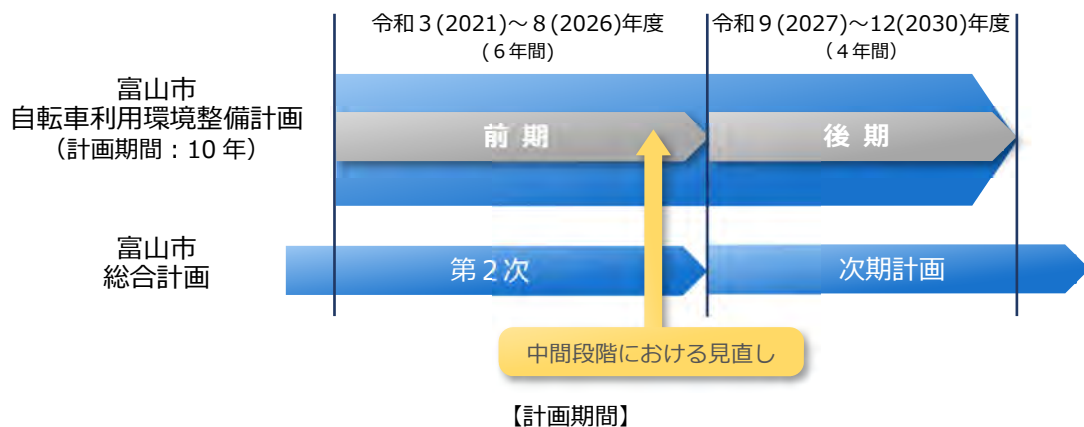 令和３(2021)～８(2026)年度
(６年間)
令和９(2027)～12(2030)年度
（４年間）
富山市
自転車利用環境整備計画
（計画期間：10 年）
前 期
後 期
富山市
総合計画
第２次
次期計画
中間段階における見直し
【計画期間】